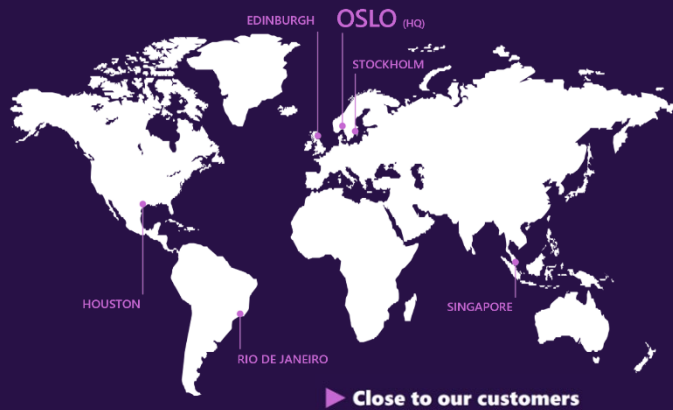 EDINBURGH
OSLO (HQ)
STOCKHOLM
HOUSTON
SINGAPORE
RIO DE JANEIRO
Close to our customers